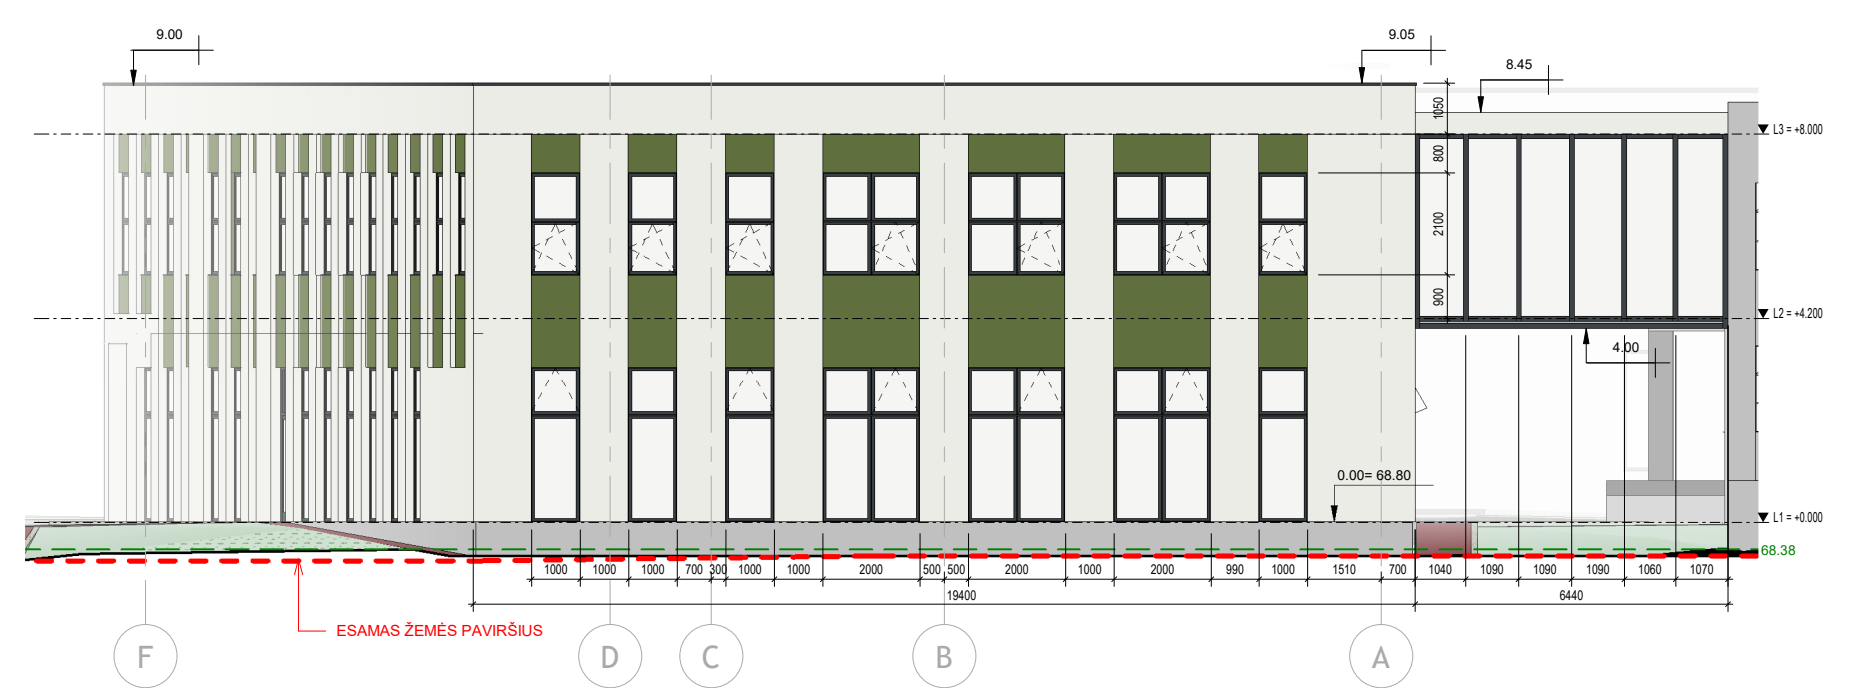 9.00
9.05
8.45
1050
L3 = +8.000
800
2100
900
L2 = +4.200
4.00
0.00= 68.80
L1 = +0.000
68.38
1000 1000 1000 700 300 1000 1000 2000 500 500 2000 1000 2000 990 1000 1510 700 1040 1090 1090 1090 1060 1070
19400 6440
ESAMAS ŽEMĖS PAVIRŠIUS
F D C B A